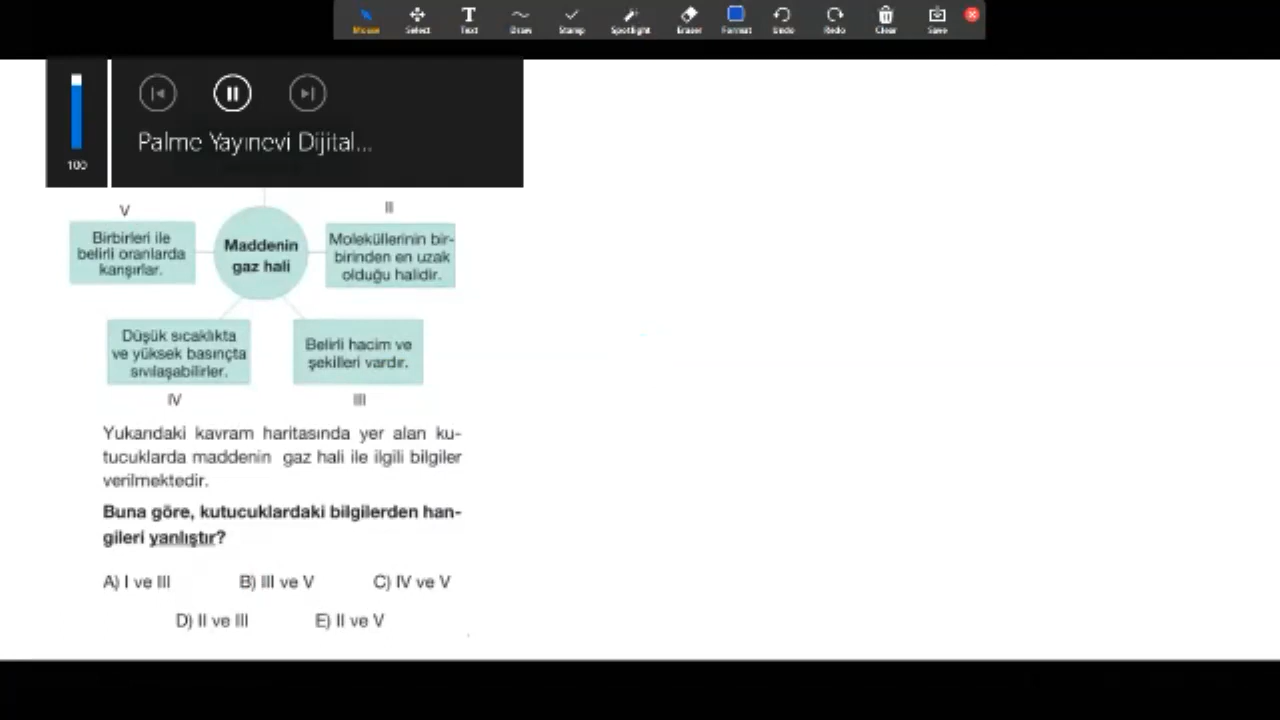 Mouse Select Text Draw Stamp Spotlight Eraser Format Undo Redo Clear Save
100
Palme Yayınevi Dijital...
V
Birbirleri ile
belirli oranlarda
karışırlar.
Maddenin
gaz hali
II
Moleküllerinin bir-
birinden en uzak
olduğu halidir.
Düşük sıcaklıkta
ve yüksek basınçta
sıvılaşabilirler.
IV
Belirli hacim ve
şekilleri vardır.
III
Yukarıdaki kavram haritasında yer alan ku-
tucuklarda maddenin gaz hali ile ilgili bilgiler
verilmektedir.
Buna göre, kutucuklardaki bilgilerden han-
gileri yanlıştır?
A) I ve III B) III ve V C) IV ve V
D) II ve III E) II ve V